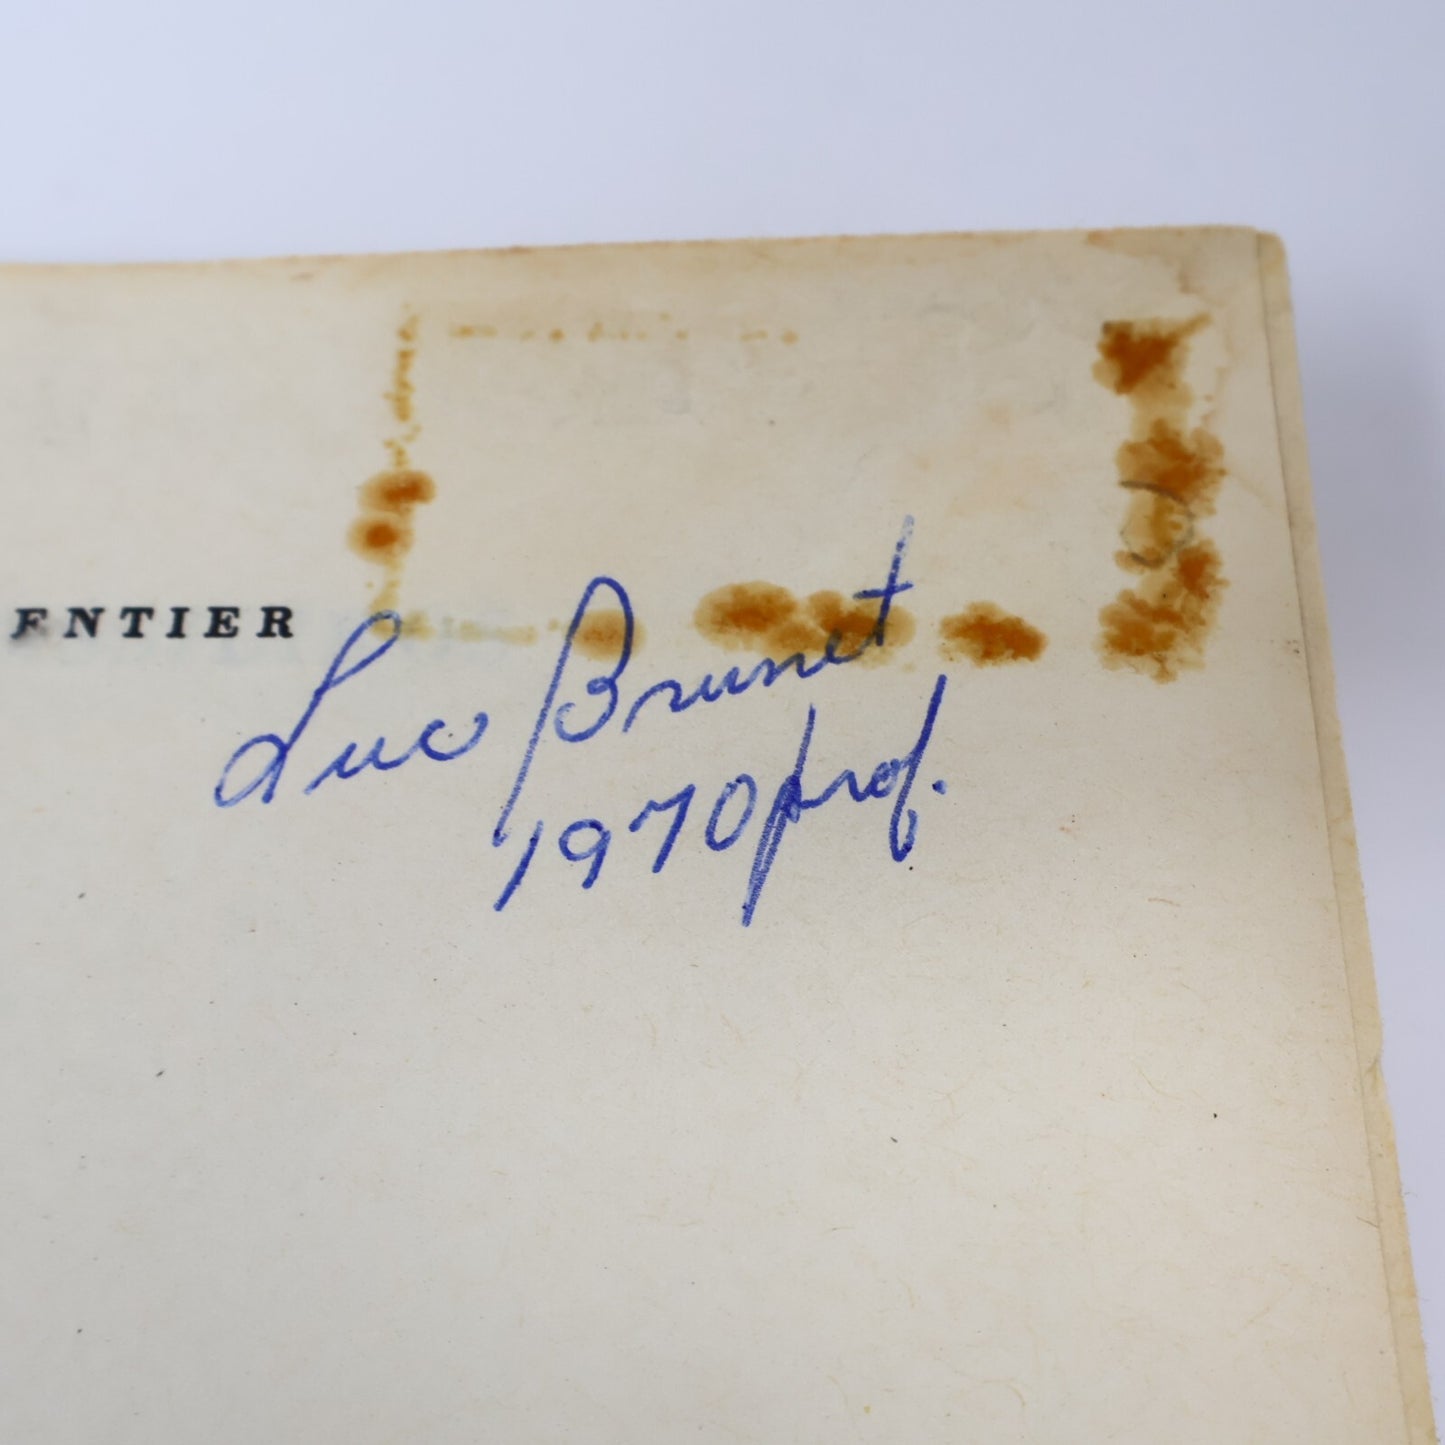 ENTIER
Luc Brunet
1970 prof.